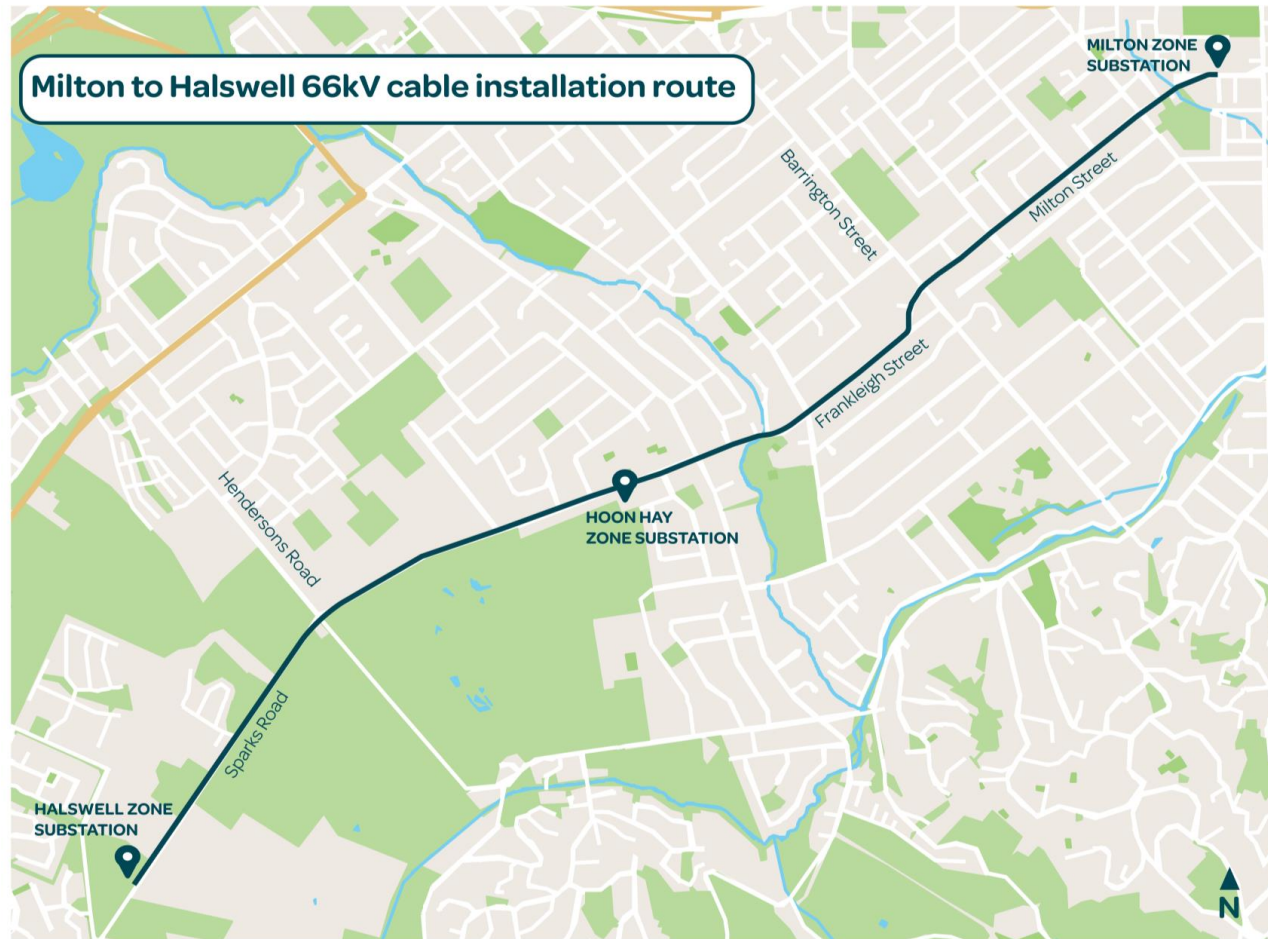 Milton to Halswell 66kV cable installation route
MILTON ZONE
SUBSTATION
Barrington Street
Milton Street
Frankleigh Street
Hendersons Road
HOON HAY
ZONE SUBSTATION
Sparks Road
HALSWELL ZONE
SUBSTATION
N